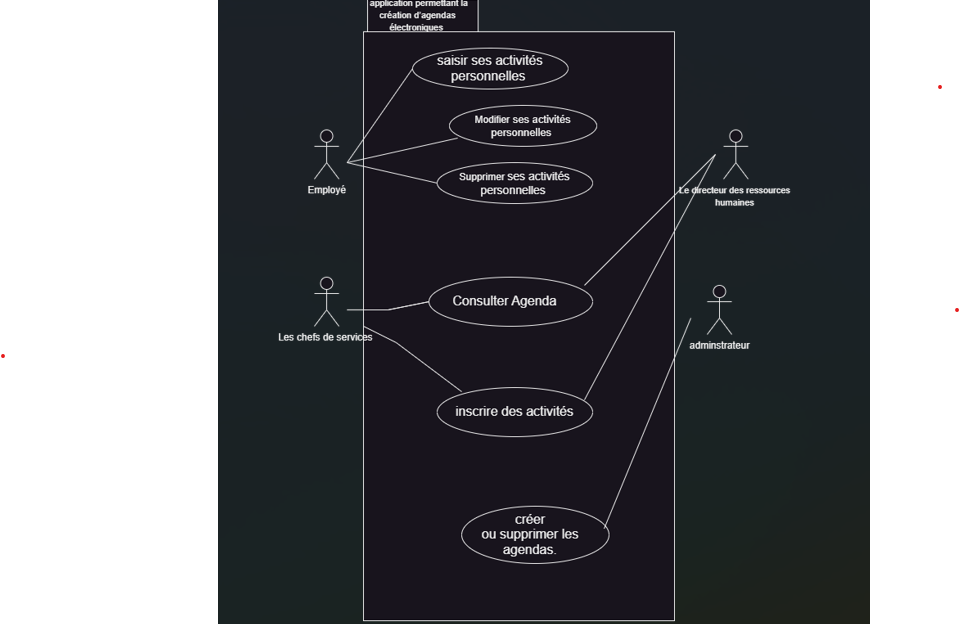 application permettant la
création d'agendas
électroniques
saisir ses activités
personnelles
Modifier ses activités
personnelles
Supprimer ses activités
personnelles
Employé
Le directeur des ressources
humaines
Consulter Agenda
Les chefs de services
adminstrateur
inscrire des activités
créer
ou supprimer les
agendas.